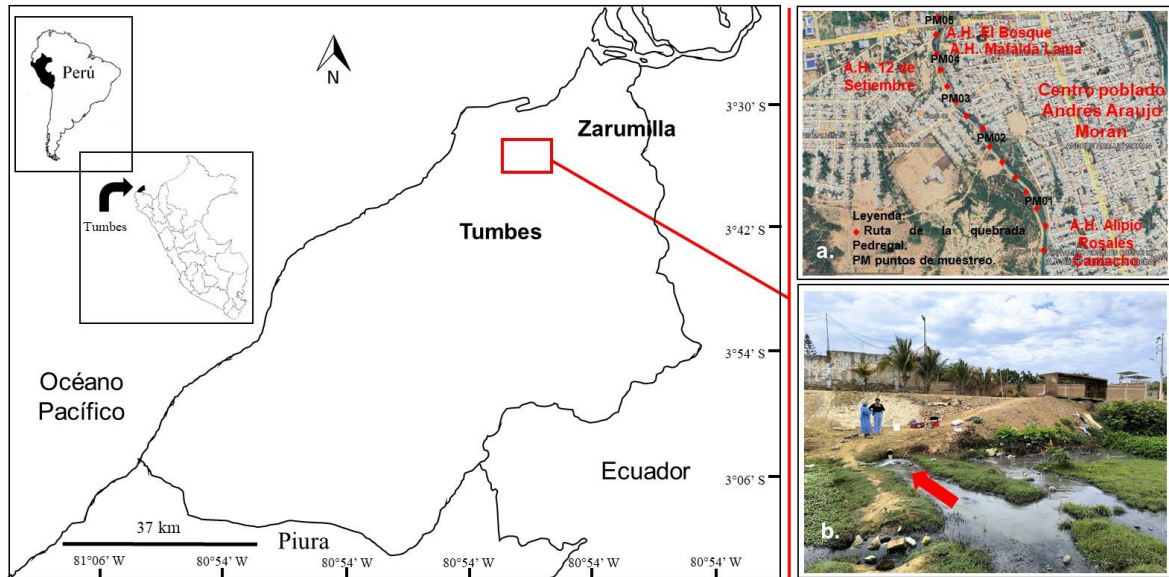 Perú
Tumbes
N
Zarumilla
Tumbes
Océano
Pacífico
Ecuador
Piura
37 km
3°30' S
3°42' S
3°54' S
3°06' S
81°06' W
80°54' W
80°54' W
80°54' W
80°54' W
80°54' W
PM05
A.H. El Bosque
A.H. Mafalda Lama
PM04
A.H. 12 de
Setiembre
PM03
Centro poblado
Andrés Araujo
Morán
PM02
PM01
Leyenda:
Ruta de la quebrada
Pedregal.
PM puntos de muestreo.
A.H. Alipio
Rosales
Camacho
a.
b.